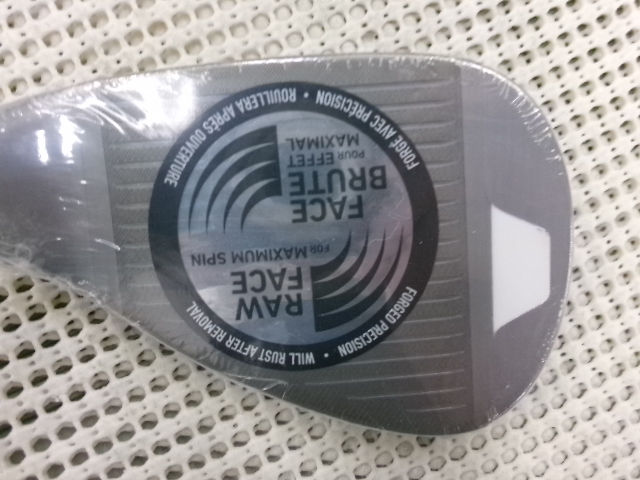 FORGED PRECISION • WILL RUST AFTER REMOVAL
RAW
FACE
FOR MAXIMUM SPIN
FACE
BRUTE
POUR EFFET
MAXIMAL
FORGÉ AVEC PRÉCISION • ROUILLERA APRÈS OUVERTURE